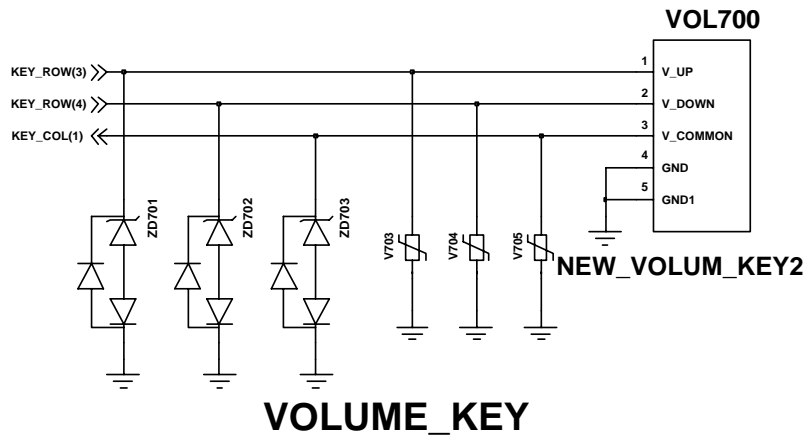 VOL700
KEY_ROW(3)
1
V_UP
KEY_ROW(4)
2
V_DOWN
KEY_COL(1)
3
V_COMMON
4
GND
5
GND1
ZD701
ZD702
ZD703
V703
V704
V705
NEW_VOLUM_KEY2
VOLUME_KEY